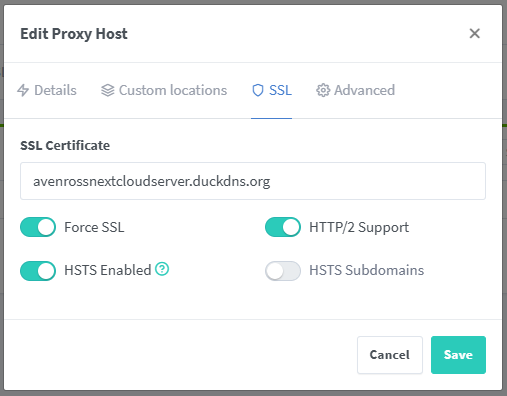 Edit Proxy Host
Details Custom locations SSL Advanced
SSL Certificate
avenrossnextcloudserver.duckdns.org
Force SSL HTTP/2 Support
HSTS Enabled HSTS Subdomains
Cancel Save